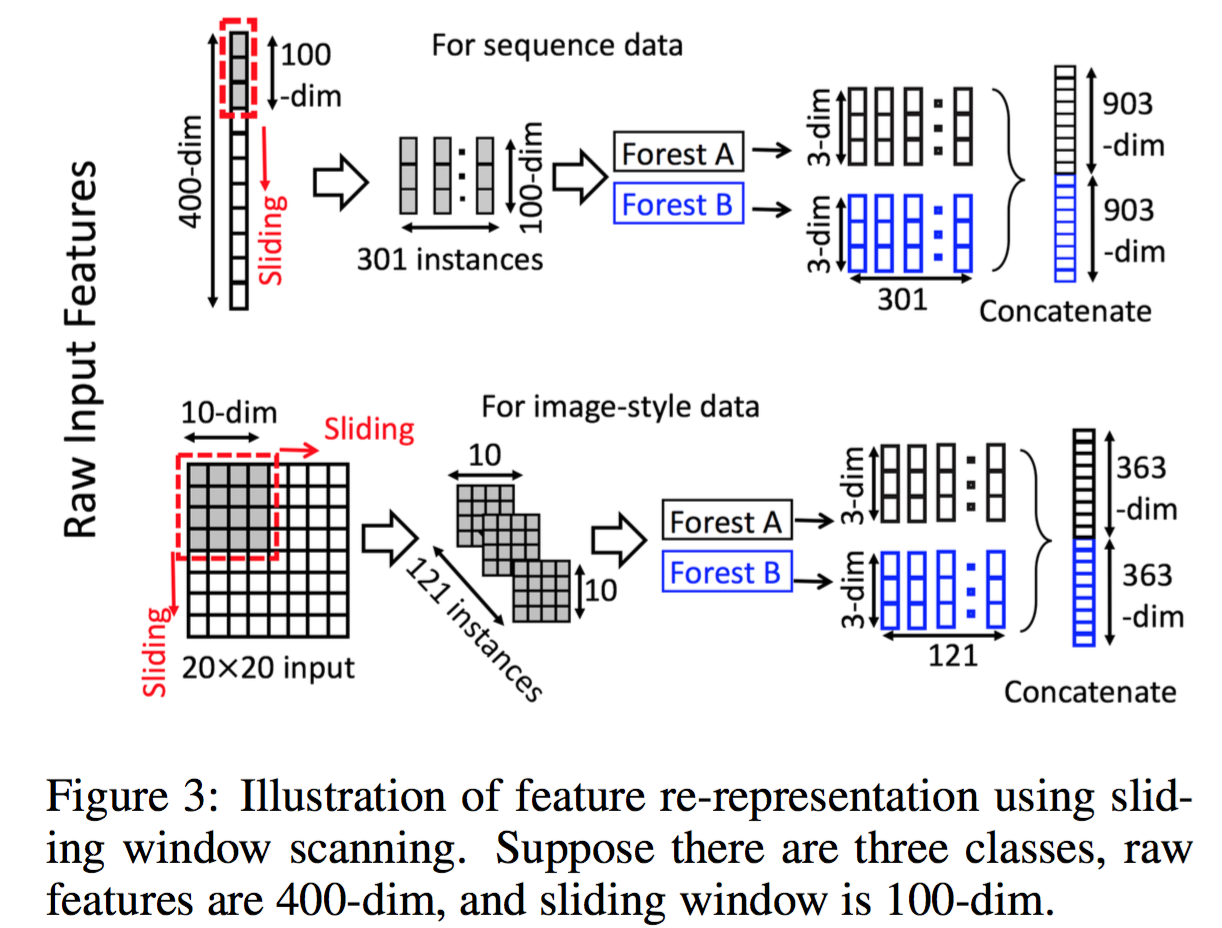 Raw Input Features
For sequence data
400-dim
100
-dim
Sliding
301 instances
100-dim
Forest A
Forest B
3-dim
3-dim
301
903
-dim
903
-dim
Concatenate
For image-style data
10-dim
Sliding
Sliding
20×20 input
10
10
121 instances
Forest A
Forest B
3-dim
3-dim
121
363
-dim
363
-dim
Concatenate
Figure 3: Illustration of feature re-representation using slid-
ing window scanning. Suppose there are three classes, raw
features are 400-dim, and sliding window is 100-dim.